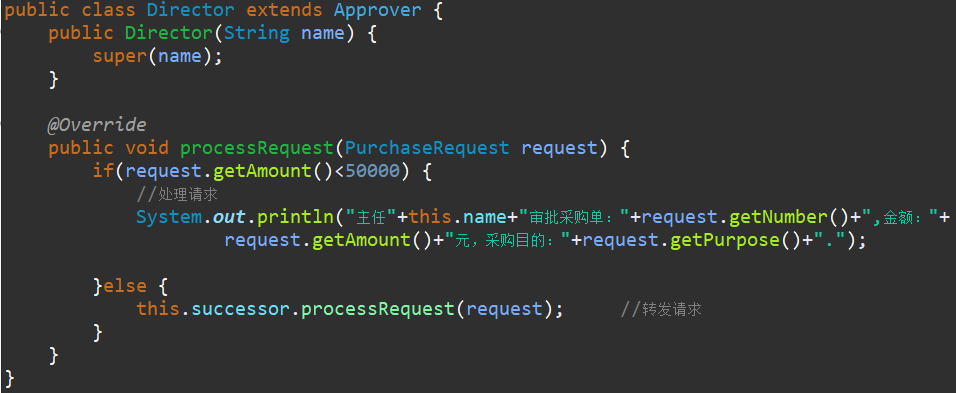 public class Director extends Approver {
    public Director(String name) {
        super(name);
    }

    @Override
    public void processRequest(PurchaseRequest request) {
        if(request.getAmount()<50000) {
            //处理请求
            System.out.println("主任"+this.name+"审批采购单："+request.getNumber()+",金额："+
                    request.getAmount()+"元，采购目的："+request.getPurpose()+".");

        }else {
            this.successor.processRequest(request);     //转发请求
        }
    }
}